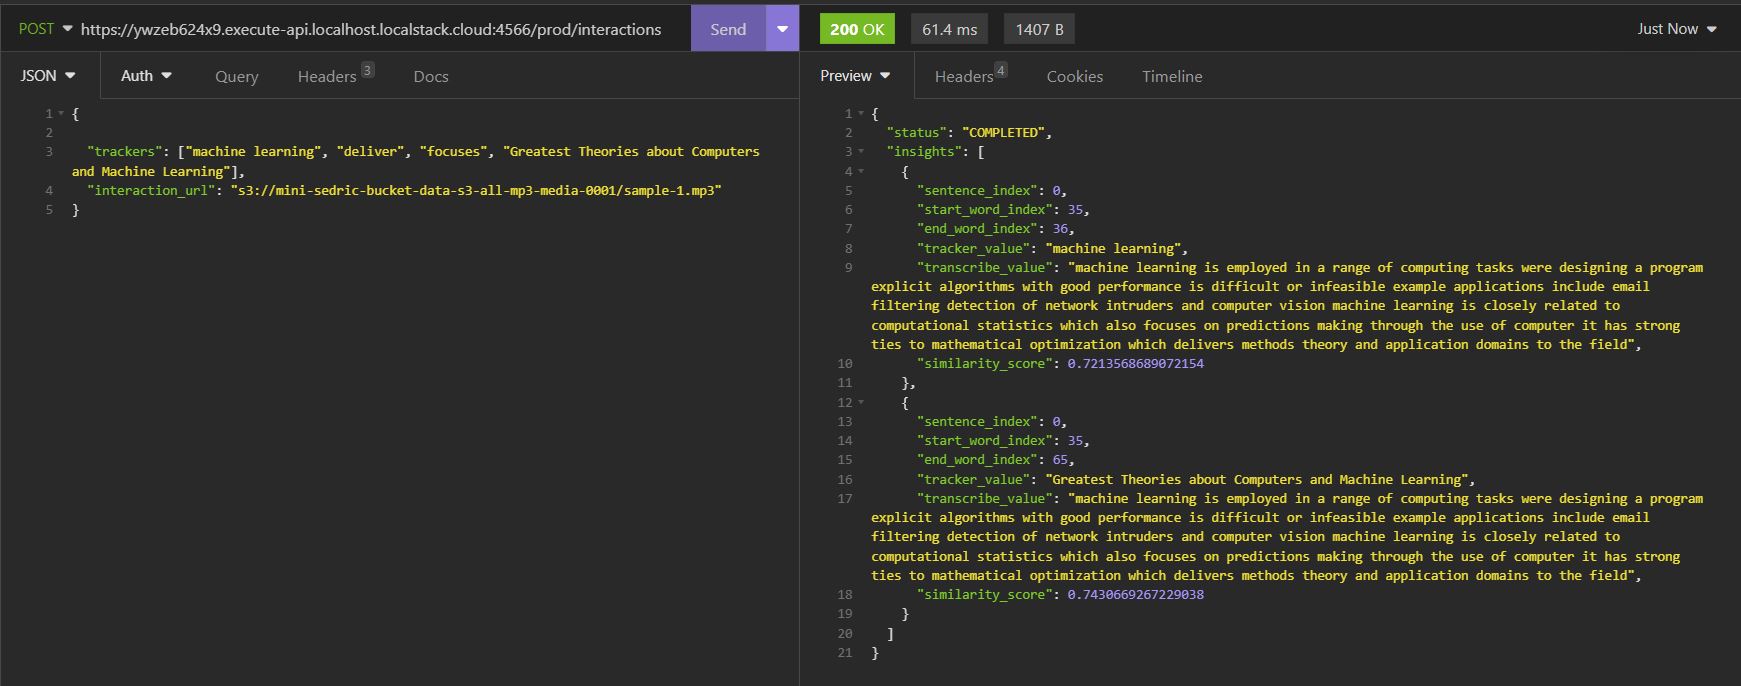 POST https://ywzeb624x9.execute-api.localhost.localstack.cloud:4566/prod/interactions Send
200 OK 61.4 ms 1407 B Just Now
JSON Auth Query Headers 3 Docs
Preview Headers 4 Cookies Timeline
1 {
2
3 "trackers": ["machine learning", "deliver", "focuses", "Greatest Theories about Computers
and Machine Learning"],
4 "interaction_url": "s3://mini-sedric-bucket-data-s3-all-mp3-media-0001/sample-1.mp3"
5 }
1 {
2 "status": "COMPLETED",
3 "insights": [
4 {
5 "sentence_index": 0,
6 "start_word_index": 35,
7 "end_word_index": 36,
8 "tracker_value": "machine learning",
9 "transcribe_value": "machine learning is employed in a range of computing tasks were designing a program
explicit algorithms with good performance is difficult or infeasible example applications include email
filtering detection of network intruders and computer vision machine learning is closely related to
computational statistics which also focuses on predictions making through the use of computer it has strong
ties to mathematical optimization which delivers methods theory and application domains to the field",
10 "similarity_score": 0.7213568689072154
11 },
12 {
13 "sentence_index": 0,
14 "start_word_index": 35,
15 "end_word_index": 65,
16 "tracker_value": "Greatest Theories about Computers and Machine Learning",
17 "transcribe_value": "machine learning is employed in a range of computing tasks were designing a program
explicit algorithms with good performance is difficult or infeasible example applications include email
filtering detection of network intruders and computer vision machine learning is closely related to
computational statistics which also focuses on predictions making through the use of computer it has strong
ties to mathematical optimization which delivers methods theory and application domains to the field",
18 "similarity_score": 0.7430669267229038
19 }
20 ]
21 }